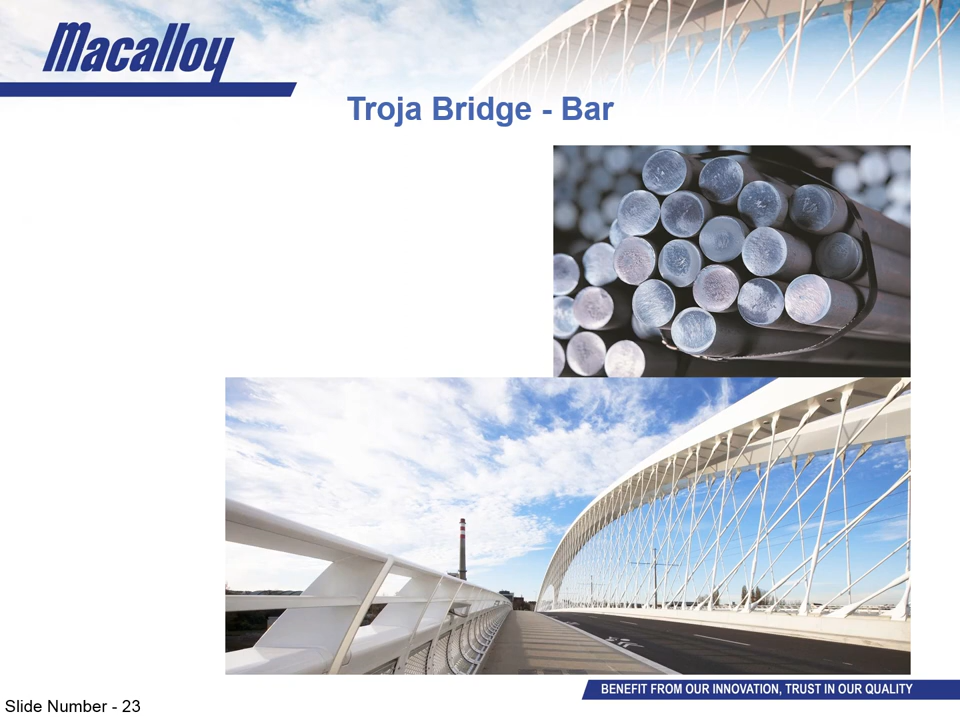 Macalloy
Troja Bridge - Bar
BENEFIT FROM OUR INNOVATION, TRUST IN OUR QUALITY
Slide Number - 23